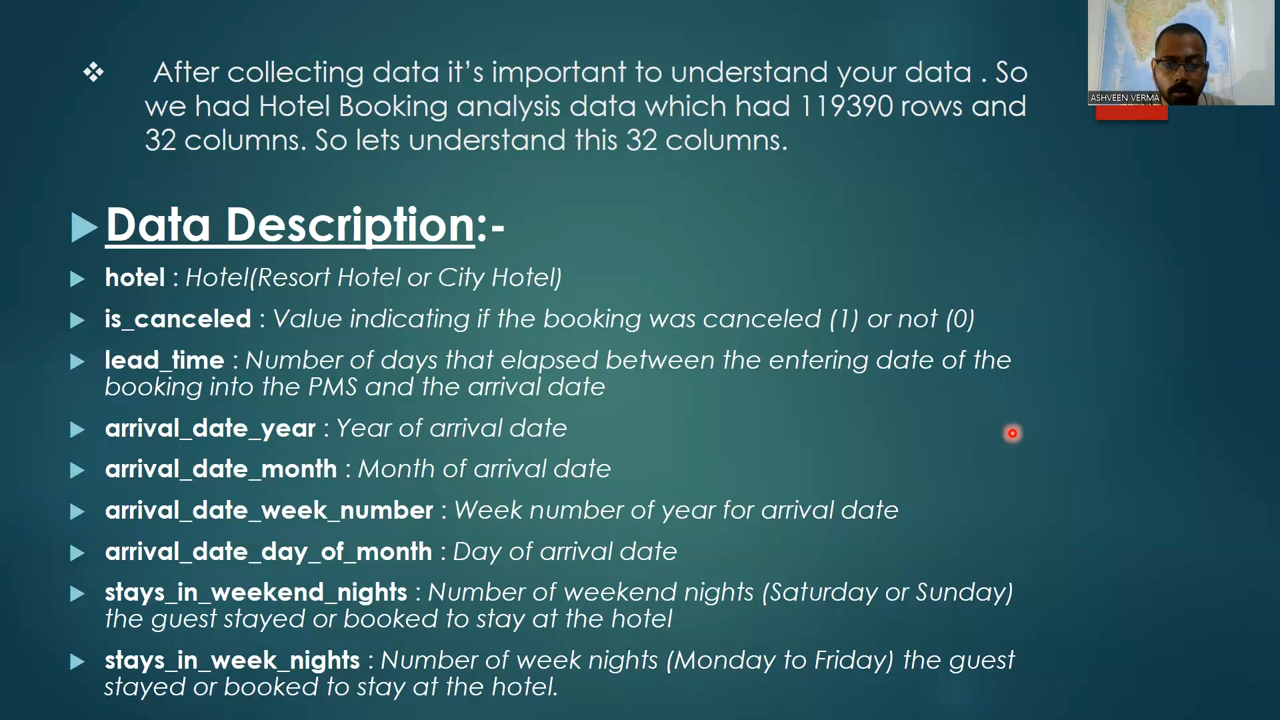 ❖ After collecting data it's important to understand your data . So
we had Hotel Booking analysis data which had 119390 rows and
32 columns. So lets understand this 32 columns.
ASHVEEN VERMA
Data Description:-
hotel : Hotel(Resort Hotel or City Hotel)
is_canceled : Value indicating if the booking was canceled (1) or not (0)
lead_time : Number of days that elapsed between the entering date of the
booking into the PMS and the arrival date
arrival_date_year : Year of arrival date
arrival_date_month : Month of arrival date
arrival_date_week_number : Week number of year for arrival date
arrival_date_day_of_month : Day of arrival date
stays_in_weekend_nights : Number of weekend nights (Saturday or Sunday)
the guest stayed or booked to stay at the hotel
stays_in_week_nights : Number of week nights (Monday to Friday) the guest
stayed or booked to stay at the hotel.